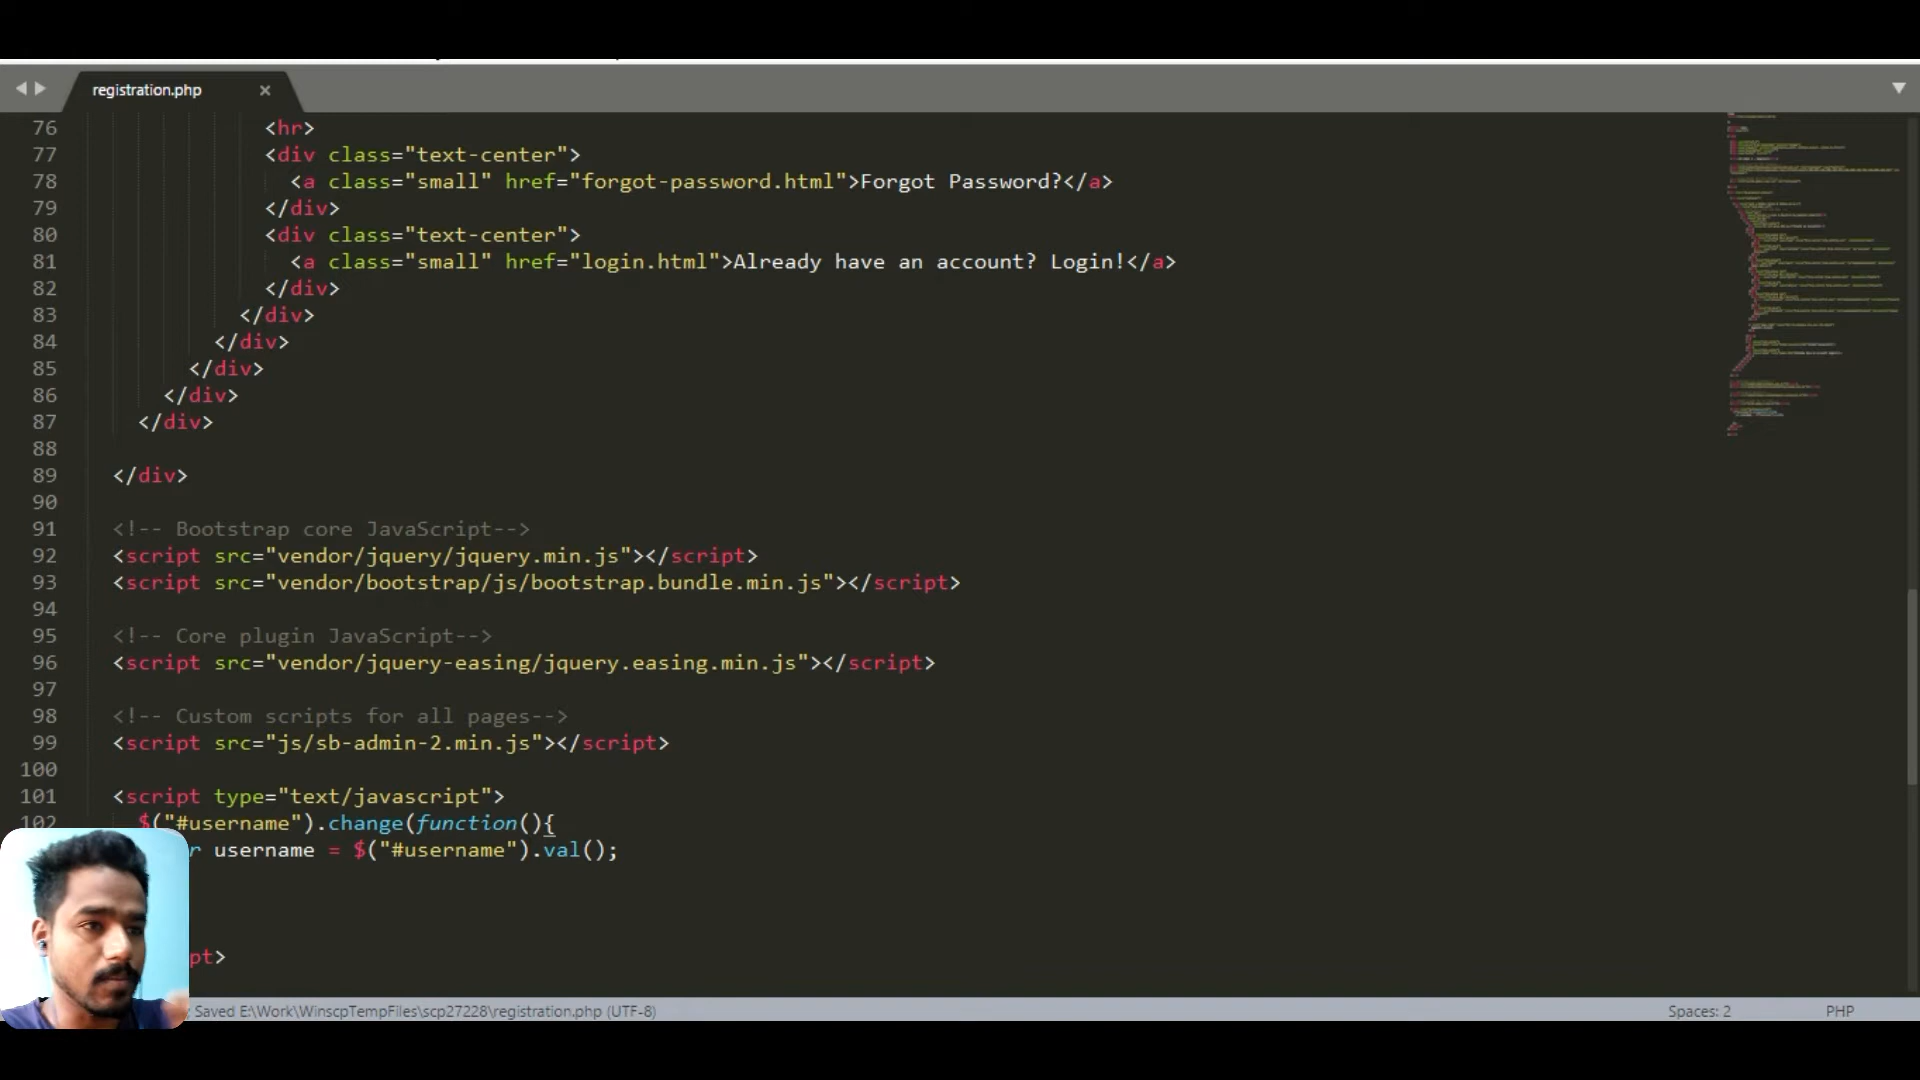 registration.php ×
76 <hr>
77 <div class="text-center">
78 <a class="small" href="forgot-password.html">Forgot Password?</a>
79 </div>
80 <div class="text-center">
81 <a class="small" href="login.html">Already have an account? Login!</a>
82 </div>
83 </div>
84 </div>
85 </div>
86 </div>
87 </div>
88
89 </div>
90
91 <!-- Bootstrap core JavaScript-->
92 <script src="vendor/jquery/jquery.min.js"></script>
93 <script src="vendor/bootstrap/js/bootstrap.bundle.min.js"></script>
94
95 <!-- Core plugin JavaScript-->
96 <script src="vendor/jquery-easing/jquery.easing.min.js"></script>
97
98 <!-- Custom scripts for all pages-->
99 <script src="js/sb-admin-2.min.js"></script>
100
101 <script type="text/javascript">
102 $("#username").change(function(){
r username = $("#username").val();
pt>
Saved E:\Work\WinscpTempFiles\scp27228\registration.php (UTF-8) Spaces: 2 PHP